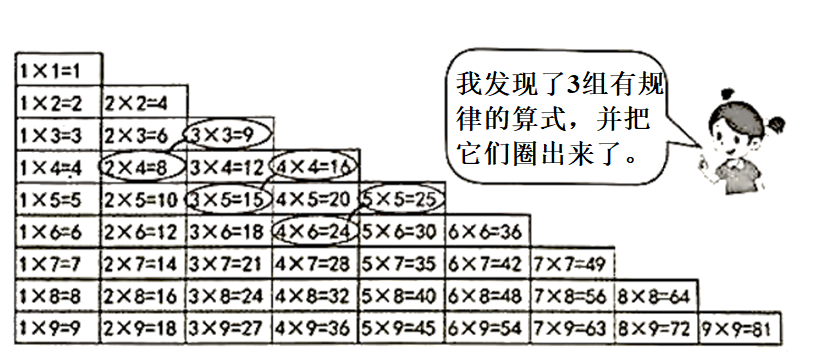 1×1=1
1×2=2 2×2=4
1×3=3 2×3=6 3×3=9
1×4=4 2×4=8 3×4=12 4×4=16
1×5=5 2×5=10 3×5=15 4×5=20 5×5=25
1×6=6 2×6=12 3×6=18 4×6=24 5×6=30 6×6=36
1×7=7 2×7=14 3×7=21 4×7=28 5×7=35 6×7=42 7×7=49
1×8=8 2×8=16 3×8=24 4×8=32 5×8=40 6×8=48 7×8=56 8×8=64
1×9=9 2×9=18 3×9=27 4×9=36 5×9=45 6×9=54 7×9=63 8×9=72 9×9=81
我发现了3组有规
律的算式，并把
它们圈出来了。